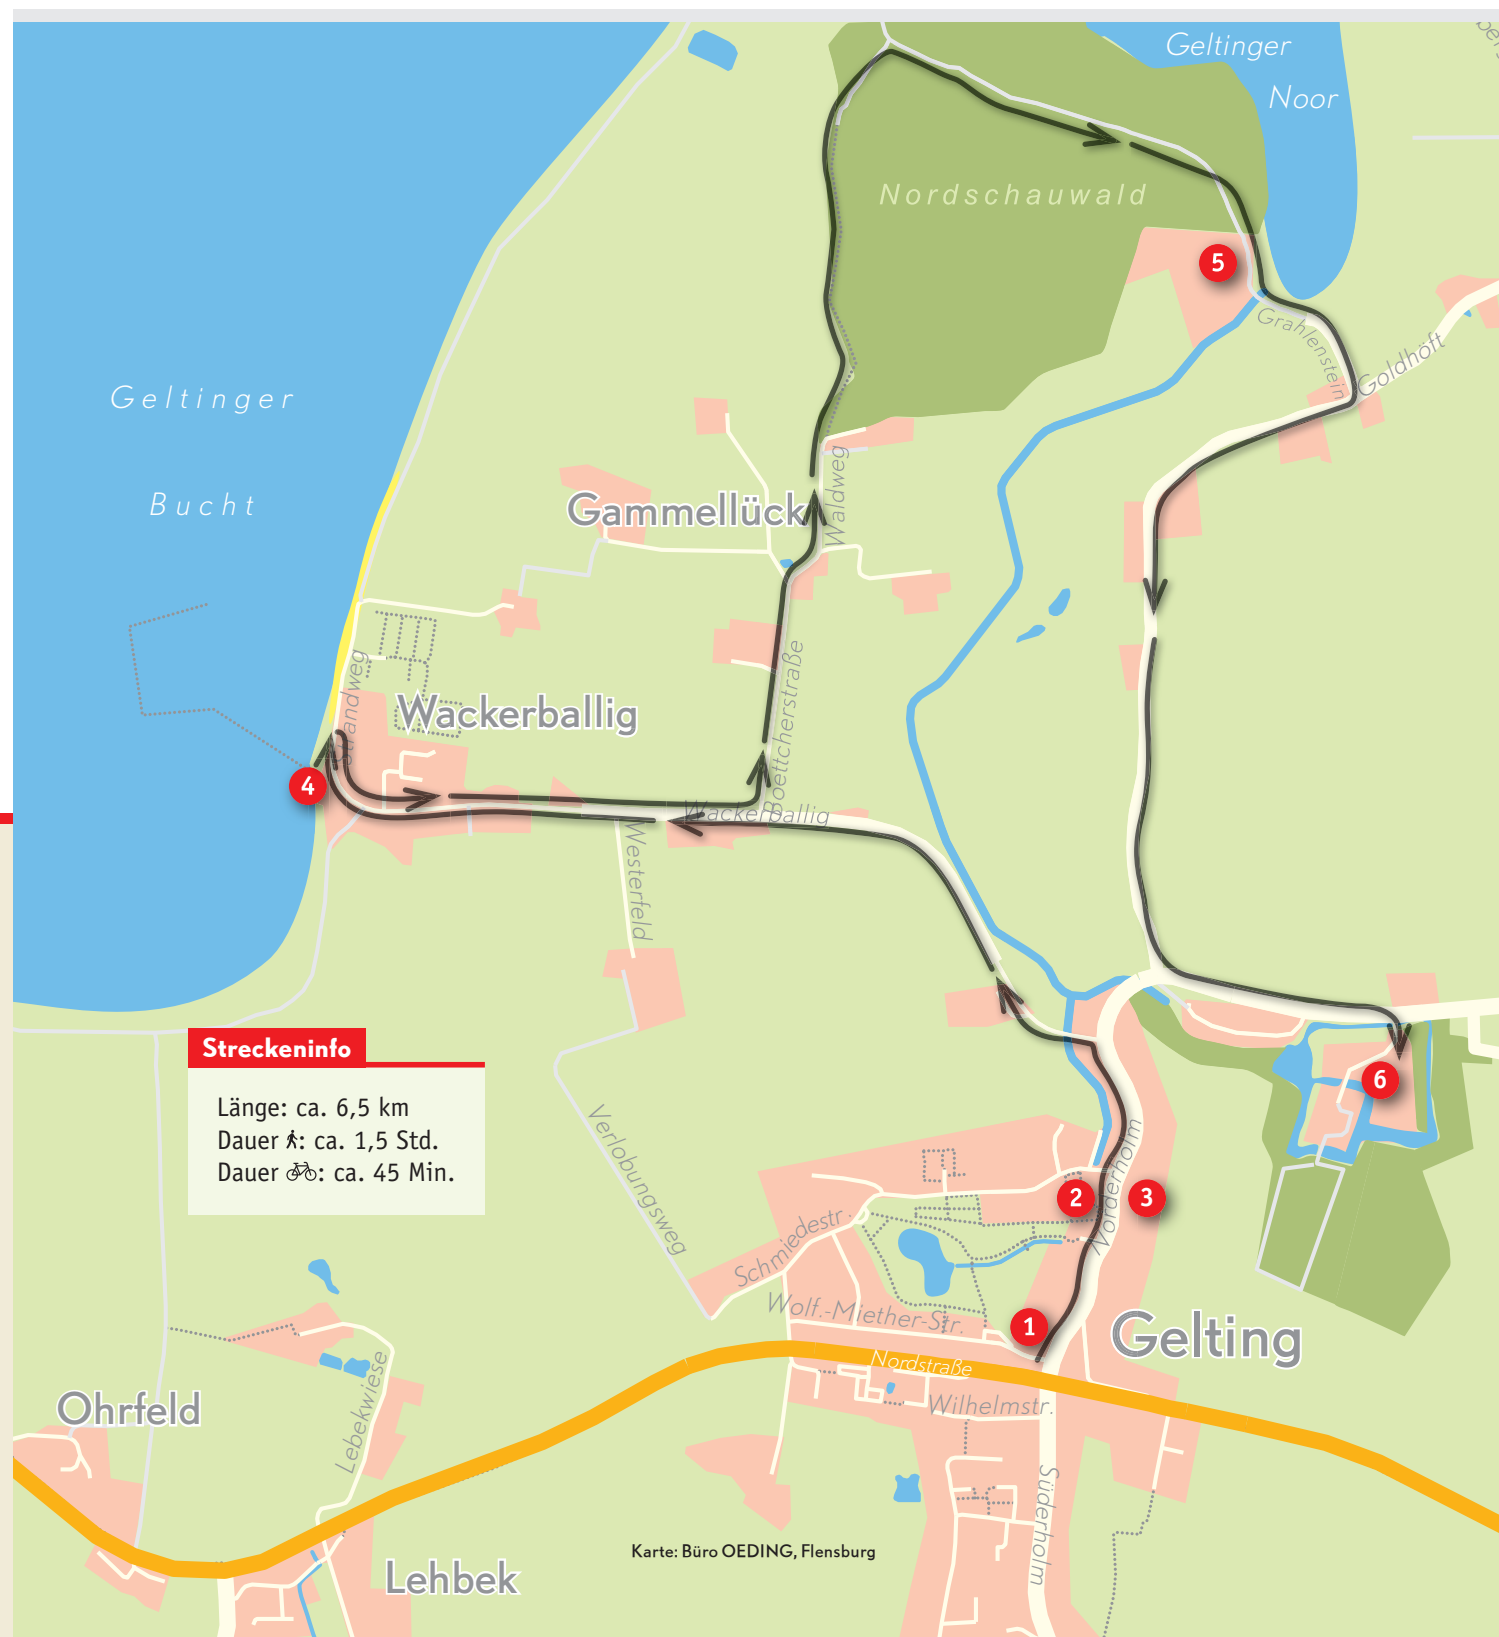 Geltinger
Noor
Nordschauwald
5
Grahlenstein
Goldhöft
Geltinger
Bucht
Gammellück
Waldweg
Strandweg
Wackerballig
Boettcherstraße
4
Wackerballig
Westerfeld
Streckeninfo
Länge: ca. 6,5 km
Dauer : ca. 1,5 Std.
Dauer : ca. 45 Min.
6
Verlobungsweg
Norderholm
2
3
Schmiedestr.
Wolf.-Miether-Str.
1
Gelting
Nordstraße
Wilhelmstr.
Ohrfeld
Lebekwiese
Süderholm
Karte: Büro OEDING, Flensburg
Lehbek